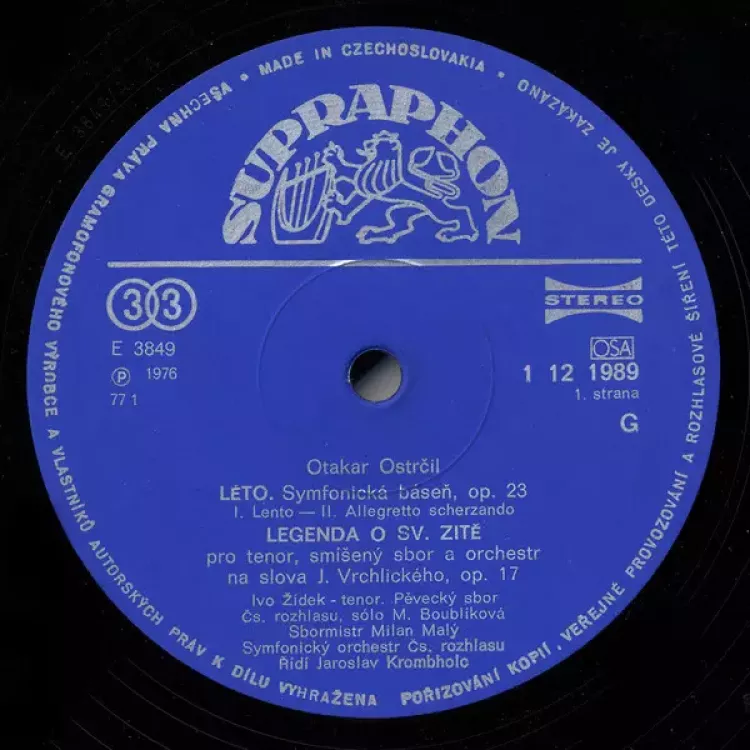 VŠECHNA PRÁVA GRAMOFONOVÉHO VÝROBCE A VLASTNÍKŮ AUTORSKÝCH PRÁV K DÍLU VYHRAŽENA
POŘIZOVÁNÍ KOPIÍ, VEŘEJNÉ PROVOZOVÁNÍ A ROZHLASOVÉ ŠÍŘENÍ TÉTO DESKY JE ZAKÁZÁNO
• MADE IN CZECHOSLOVAKIA •
SUPRAPHON
33
STEREO
E 3849
OSA
Ⓟ 1976
1 12 1989
77 1
1. strana
G
Otakar Ostrčil
LÉTO. Symfonická báseň, op. 23
I. Lento — II. Allegretto scherzando
LEGENDA O SV. ZITĚ
pro tenor, smíšený sbor a orchestr
na slova J. Vrchlického, op. 17
Ivo Žídek - tenor. Pěvecký sbor
Čs. rozhlasu, sólo M. Boublíková
Sbormistr Milan Malý
Symfonický orchestr Čs. rozhlasu
Řídí Jaroslav Krombholc